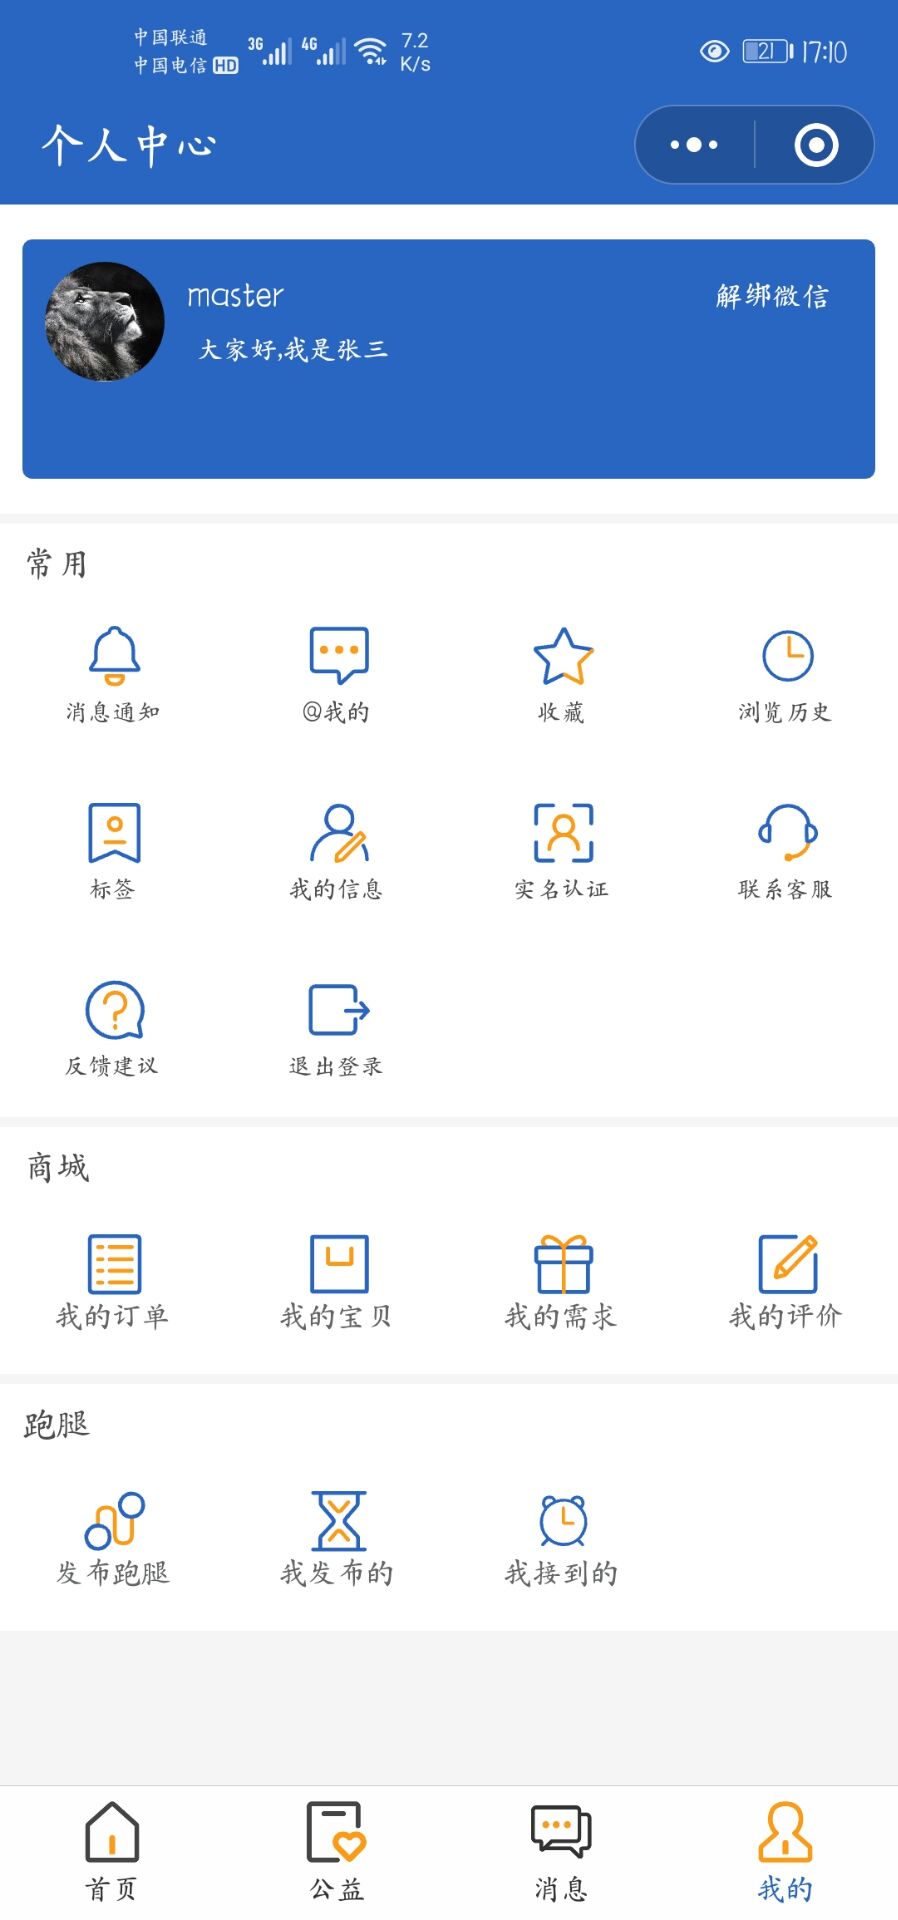 中国联通
中国电信 HD 3G 4G 7.2 K/s 21 17:10
个人中心
master
解绑微信
大家好,我是张三
常用
消息通知 @我的 收藏 浏览历史
标签 我的信息 实名认证 联系客服
反馈建议 退出登录
商城
我的订单 我的宝贝 我的需求 我的评价
跑腿
发布跑腿 我发布的 我接到的
首页 公益 消息 我的